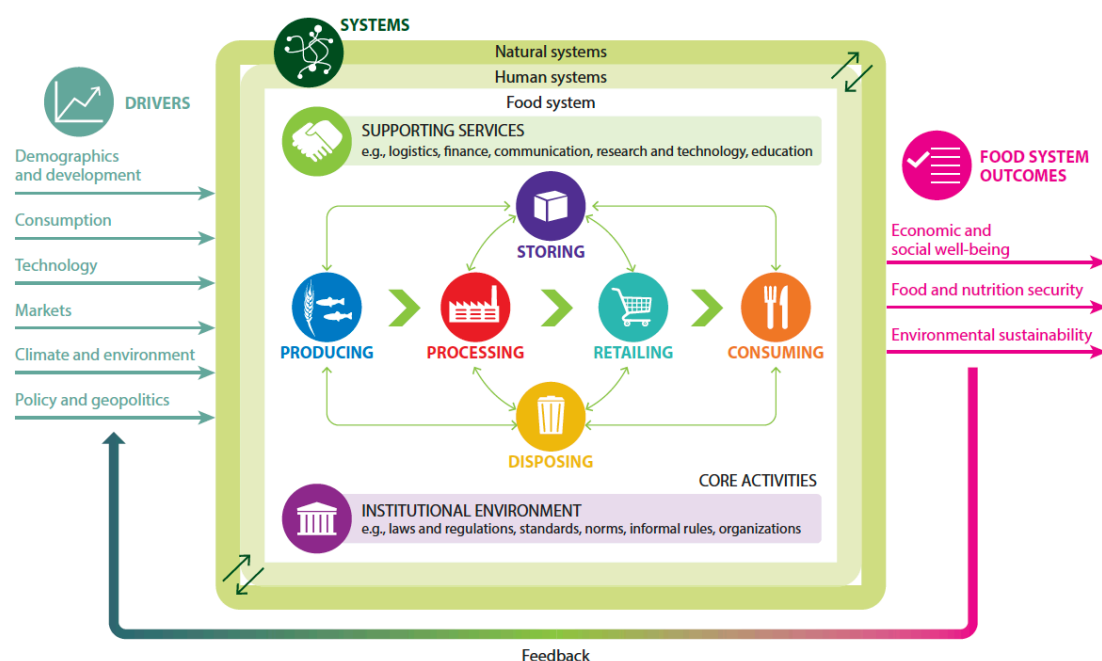 SYSTEMS
Natural systems
Human systems
Food system
DRIVERS
Demographics
and development
Consumption
Technology
Markets
Climate and environment
Policy and geopolitics
SUPPORTING SERVICES
e.g., logistics, finance, communication, research and technology, education
STORING
PRODUCING
PROCESSING
RETAILING
CONSUMING
DISPOSING
CORE ACTIVITIES
INSTITUTIONAL ENVIRONMENT
e.g., laws and regulations, standards, norms, informal rules, organizations
FOOD SYSTEM
OUTCOMES
Economic and
social well-being
Food and nutrition security
Environmental sustainability
Feedback